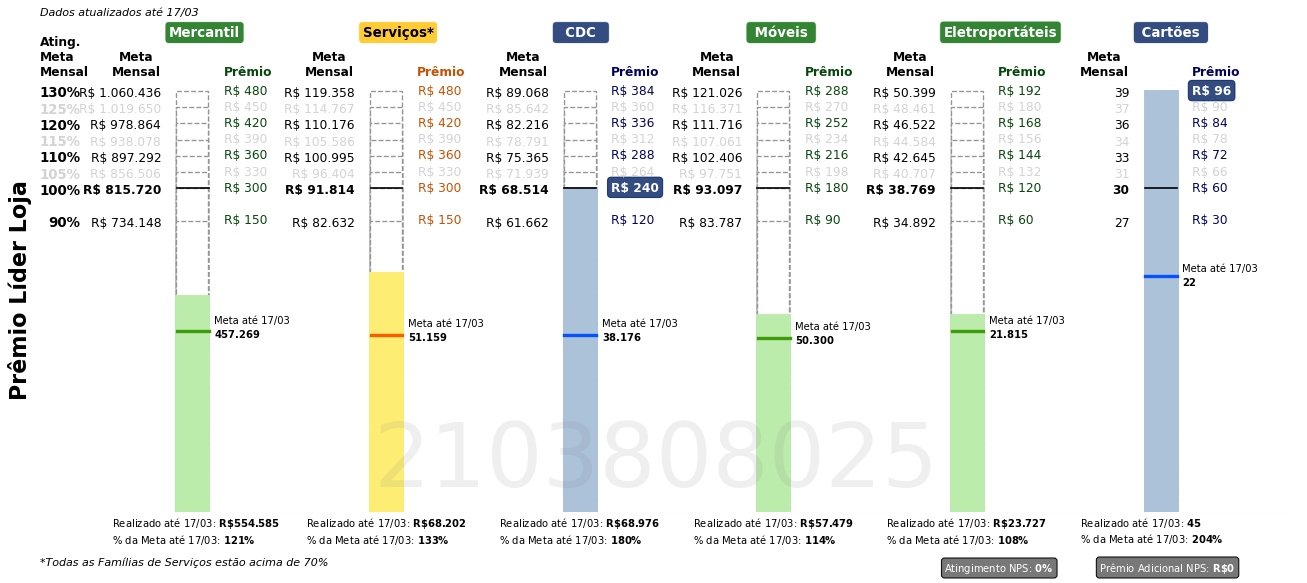 Dados atualizados até 17/03
Mercantil Serviços* CDC Móveis Eletroportáteis Cartões
Ating.
Meta Meta Meta Meta Meta Meta Meta
Mensal Mensal Prêmio Mensal Prêmio Mensal Prêmio Mensal Prêmio Mensal Prêmio Mensal Prêmio
130% R$ 1.060.436 R$ 480 R$ 119.358 R$ 480 R$ 89.068 R$ 384 R$ 121.026 R$ 288 R$ 50.399 R$ 192 39 R$ 96
125% R$ 1.019.650 R$ 450 R$ 114.767 R$ 450 R$ 85.642 R$ 360 R$ 116.371 R$ 270 R$ 48.461 R$ 180 37 R$ 90
120% R$ 978.864 R$ 420 R$ 110.176 R$ 420 R$ 82.216 R$ 336 R$ 111.716 R$ 252 R$ 46.522 R$ 168 36 R$ 84
115% R$ 938.078 R$ 390 R$ 105.586 R$ 390 R$ 78.791 R$ 312 R$ 107.061 R$ 234 R$ 44.584 R$ 156 34 R$ 78
110% R$ 897.292 R$ 360 R$ 100.995 R$ 360 R$ 75.365 R$ 288 R$ 102.406 R$ 216 R$ 42.645 R$ 144 33 R$ 72
105% R$ 856.506 R$ 330 R$ 96.404 R$ 330 R$ 71.939 R$ 264 R$ 97.751 R$ 198 R$ 40.707 R$ 132 31 R$ 66
100% R$ 815.720 R$ 300 R$ 91.814 R$ 300 R$ 68.514 R$ 240 R$ 93.097 R$ 180 R$ 38.769 R$ 120 30 R$ 60
90% R$ 734.148 R$ 150 R$ 82.632 R$ 150 R$ 61.662 R$ 120 R$ 83.787 R$ 90 R$ 34.892 R$ 60 27 R$ 30
Prêmio Líder Loja
Meta até 17/03
457.269
Meta até 17/03
51.159
Meta até 17/03
38.176
Meta até 17/03
50.300
Meta até 17/03
21.815
Meta até 17/03
22
2103808025
Realizado até 17/03: R$554.585
% da Meta até 17/03: 121%
Realizado até 17/03: R$68.202
% da Meta até 17/03: 133%
Realizado até 17/03: R$68.976
% da Meta até 17/03: 180%
Realizado até 17/03: R$57.479
% da Meta até 17/03: 114%
Realizado até 17/03: R$23.727
% da Meta até 17/03: 108%
Realizado até 17/03: 45
% da Meta até 17/03: 204%
*Todas as Famílias de Serviços estão acima de 70%
Atingimento NPS: 0%
Prêmio Adicional NPS: R$0